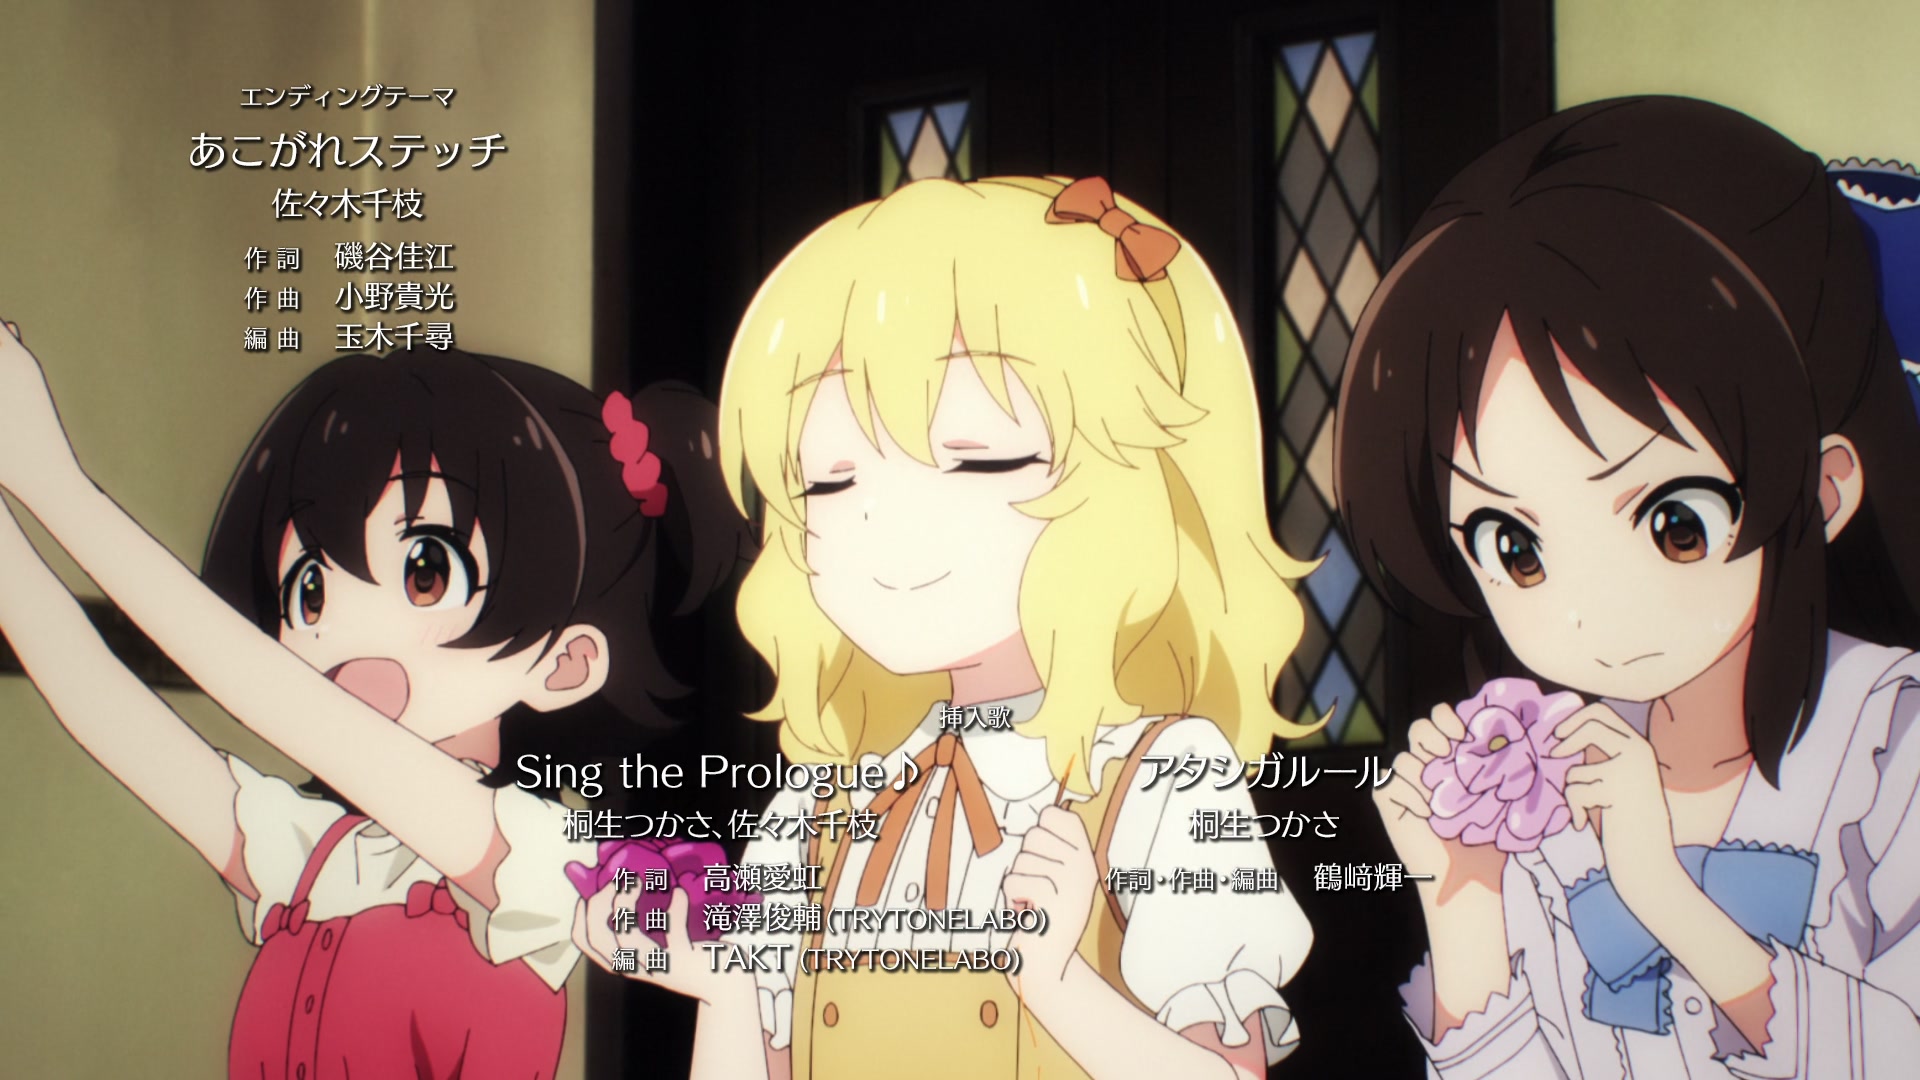 エンディングテーマ
あこがれステッチ
佐々木千枝
作詞　磯谷佳江
作曲　小野貴光
編曲　玉木千尋
挿入歌
Sing the Prologue♪
桐生つかさ、佐々木千枝
作詞　高瀬愛虹
作曲　滝澤俊輔(TRYTONELABO)
編曲　TAKT (TRYTONELABO)
アタシガルール
桐生つかさ
作詞・作曲・編曲　鶴﨑輝一